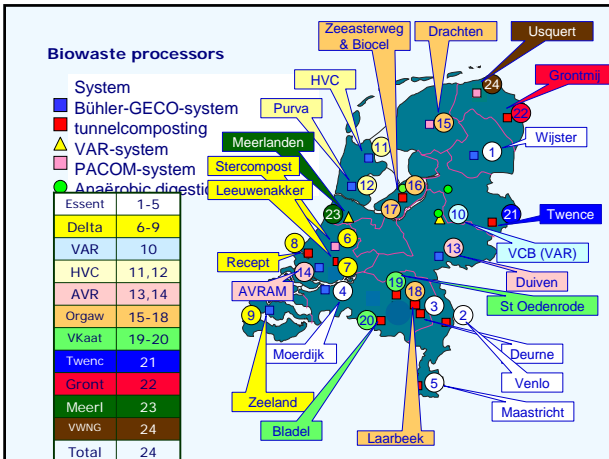 Biowaste processors
System
Bühler-GECO-system
tunnelcomposting
VAR-system
PACOM-system
Anaërobic digestio
Essent 1-5
Delta 6-9
VAR 10
HVC 11,12
AVR 13,14
Orgaw 15-18
VKaat 19-20
Twenc 21
Gront 22
Meerl 23
VWNG 24
Total 24
Zeeasterweg
& Biocel
Drachten
Usquert
Grontmij
HVC
Purva
Meerlanden
Stercompost
Leeuwenakker
Wijster
Twence
VCB (VAR)
Duiven
St Oedenrode
Recept
AVRAM
Moerdijk
Zeeland
Bladel
Laarbeek
Deurne
Venlo
Maastricht
24
22
15
1
11
12
16
17
23
10
21
6
8
7
13
14
19
18
4
3
2
9
20
5